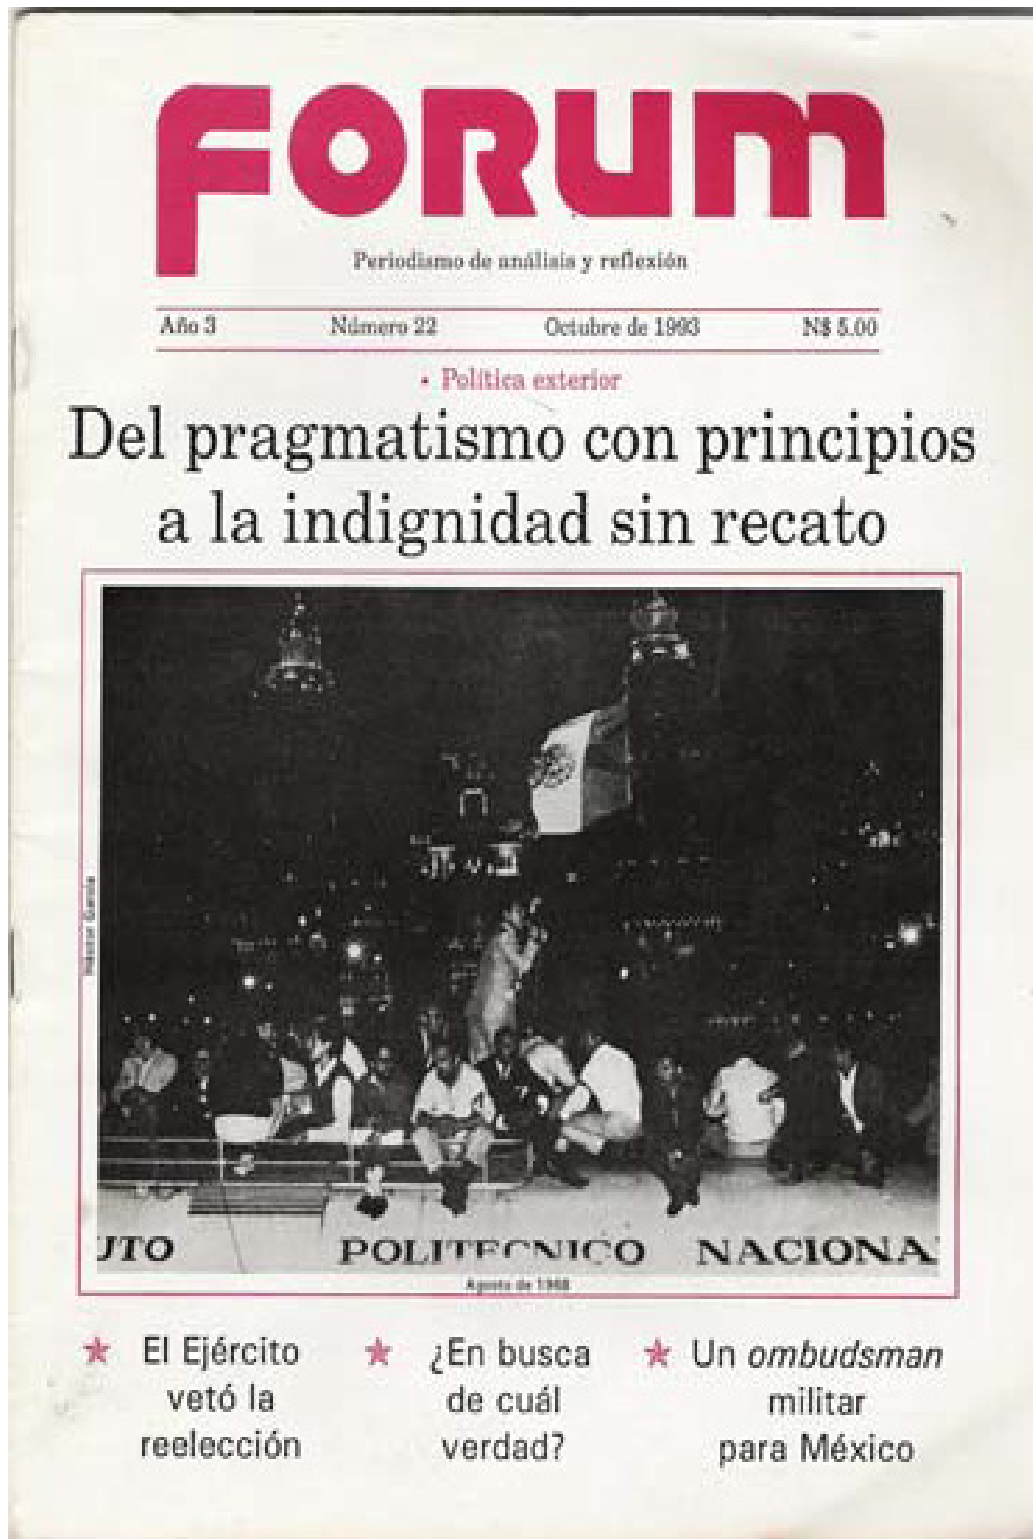 FORUM
Periodismo de análisis y reflexión
Año 3 Número 22 Octubre de 1993 N$ 5.00
• Política exterior
Del pragmatismo con principios
a la indignidad sin recato
Héctor García
UTO POLITECNICO NACIONA
Agosto de 1968
★ El Ejército
vetó la
reelección
★ ¿En busca
de cuál
verdad?
★ Un ombudsman
militar
para México